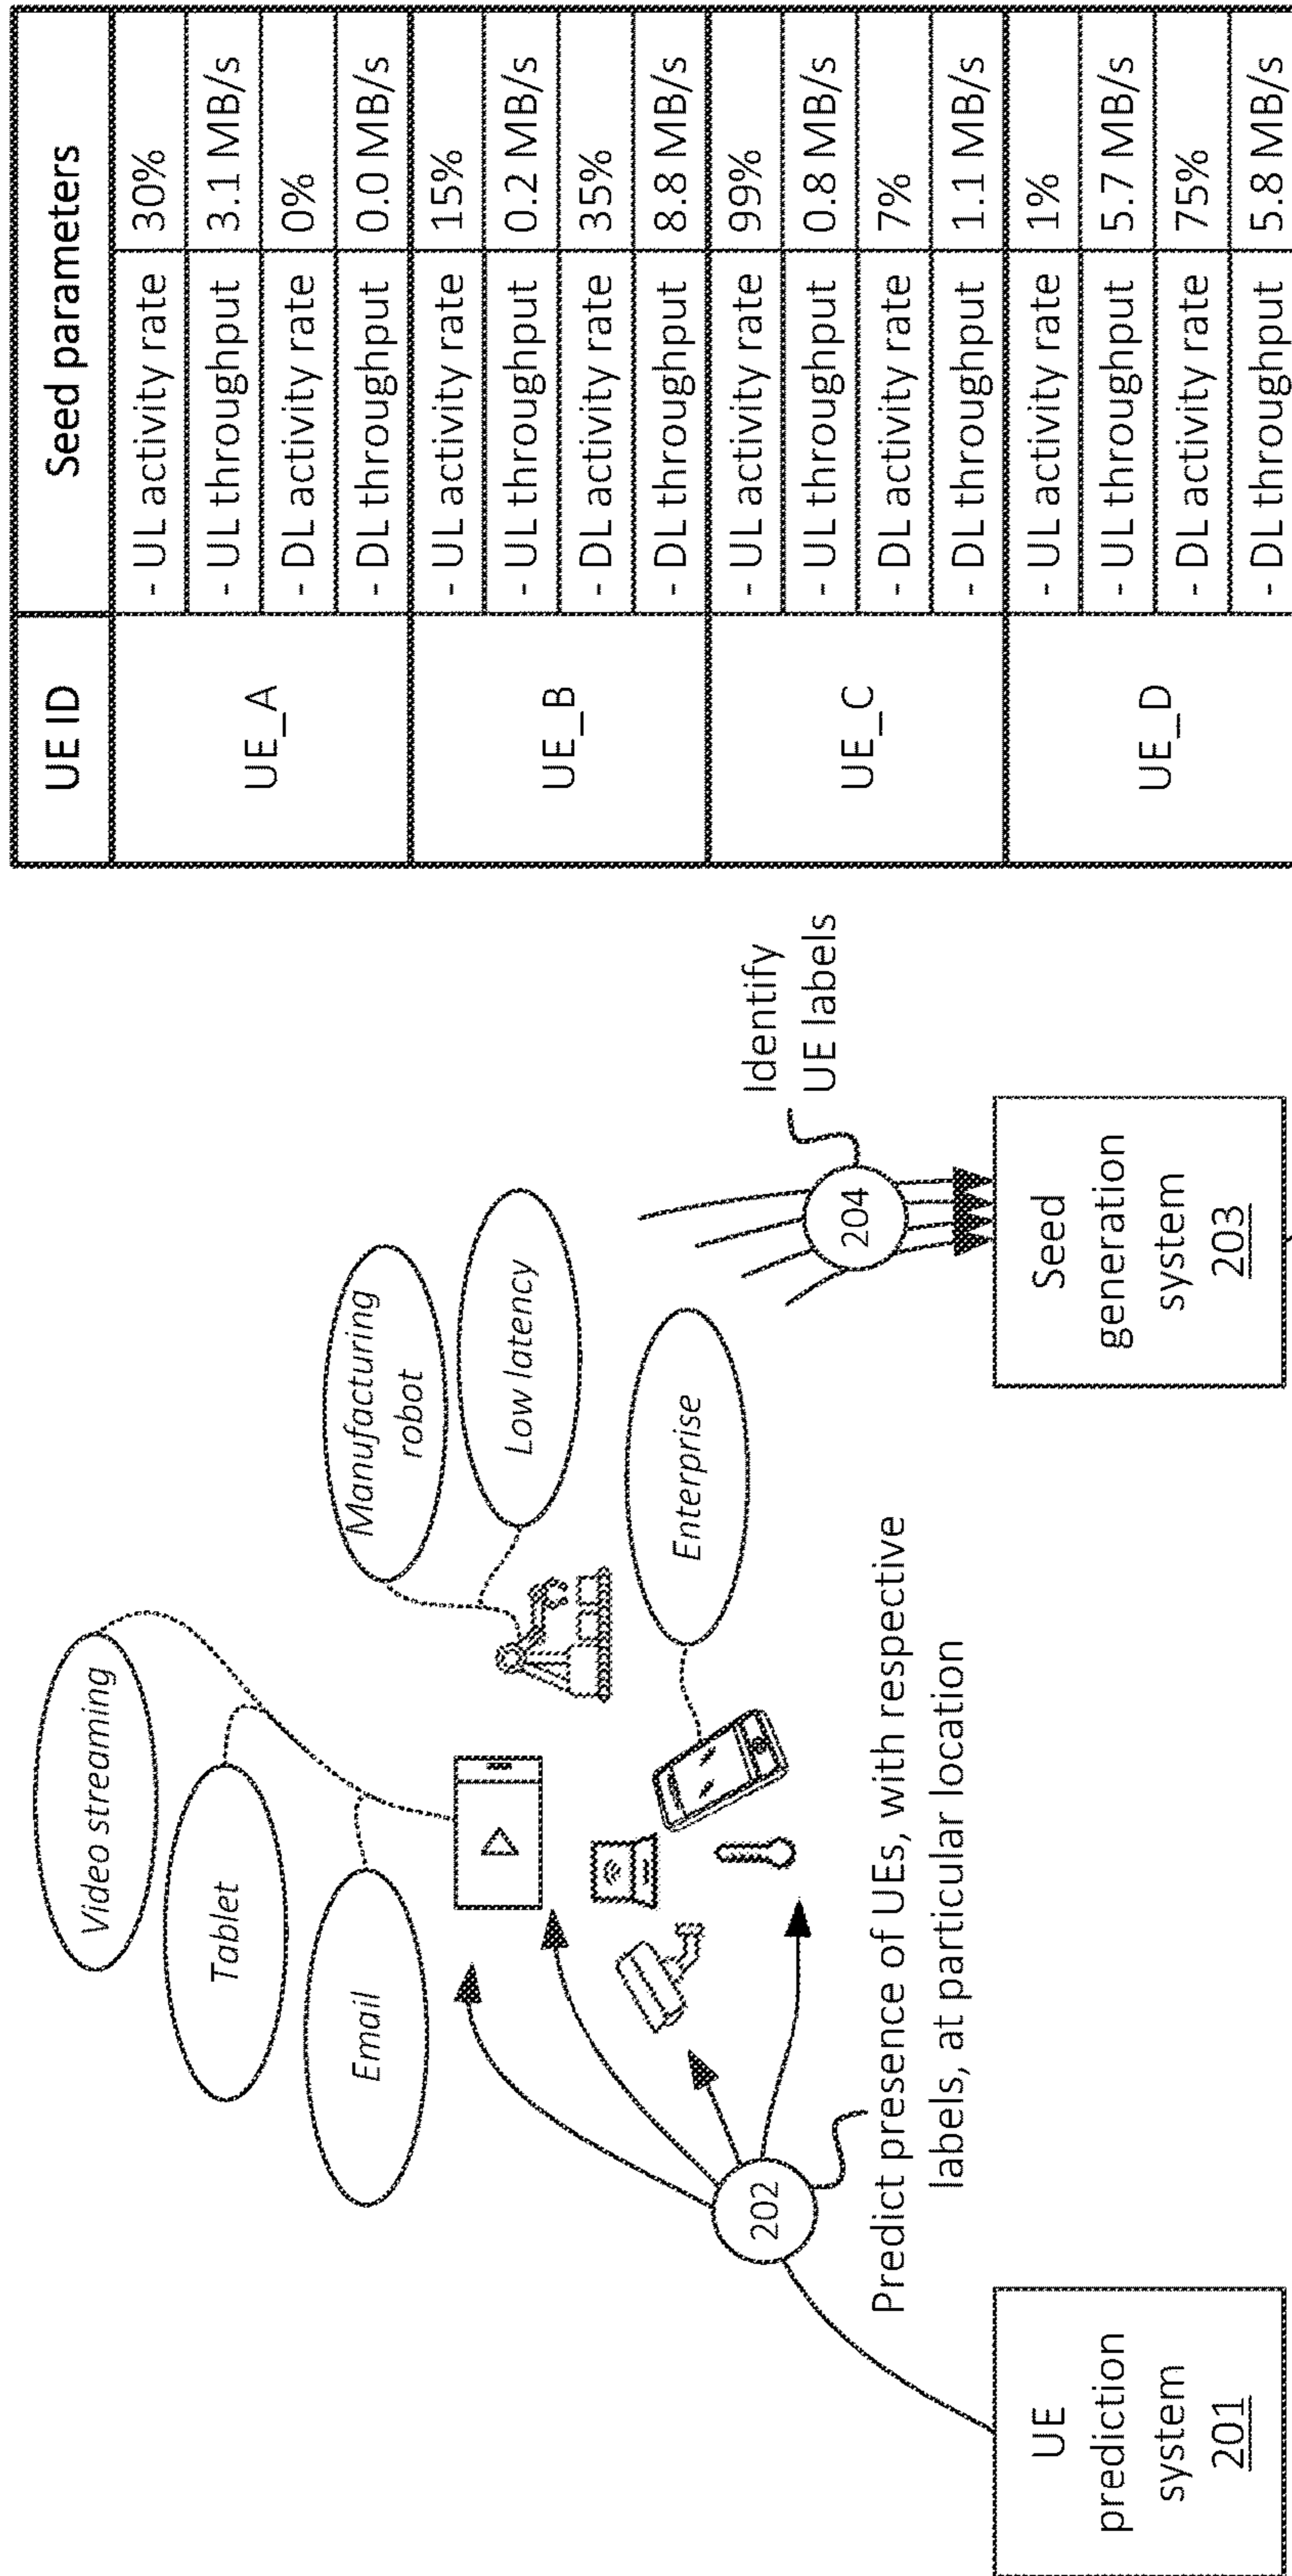 Video streaming
Tablet
Email
Manufacturing
robot
Low latency
Enterprise
202
Predict presence of UEs, with respective
labels, at particular location
UE
prediction
system
201
204
Identify
UE labels
Seed
generation
system
203
UE ID Seed parameters
UE_A
- UL activity rate 30%
- UL throughput 3.1 MB/s
- DL activity rate 0%
- DL throughput 0.0 MB/s
UE_B
- UL activity rate 15%
- UL throughput 0.2 MB/s
- DL activity rate 35%
- DL throughput 8.8 MB/s
UE_C
- UL activity rate 99%
- UL throughput 0.8 MB/s
- DL activity rate 7%
- DL throughput 1.1 MB/s
UE_D
- UL activity rate 1%
- UL throughput 5.7 MB/s
- DL activity rate 75%
- DL throughput 5.8 MB/s